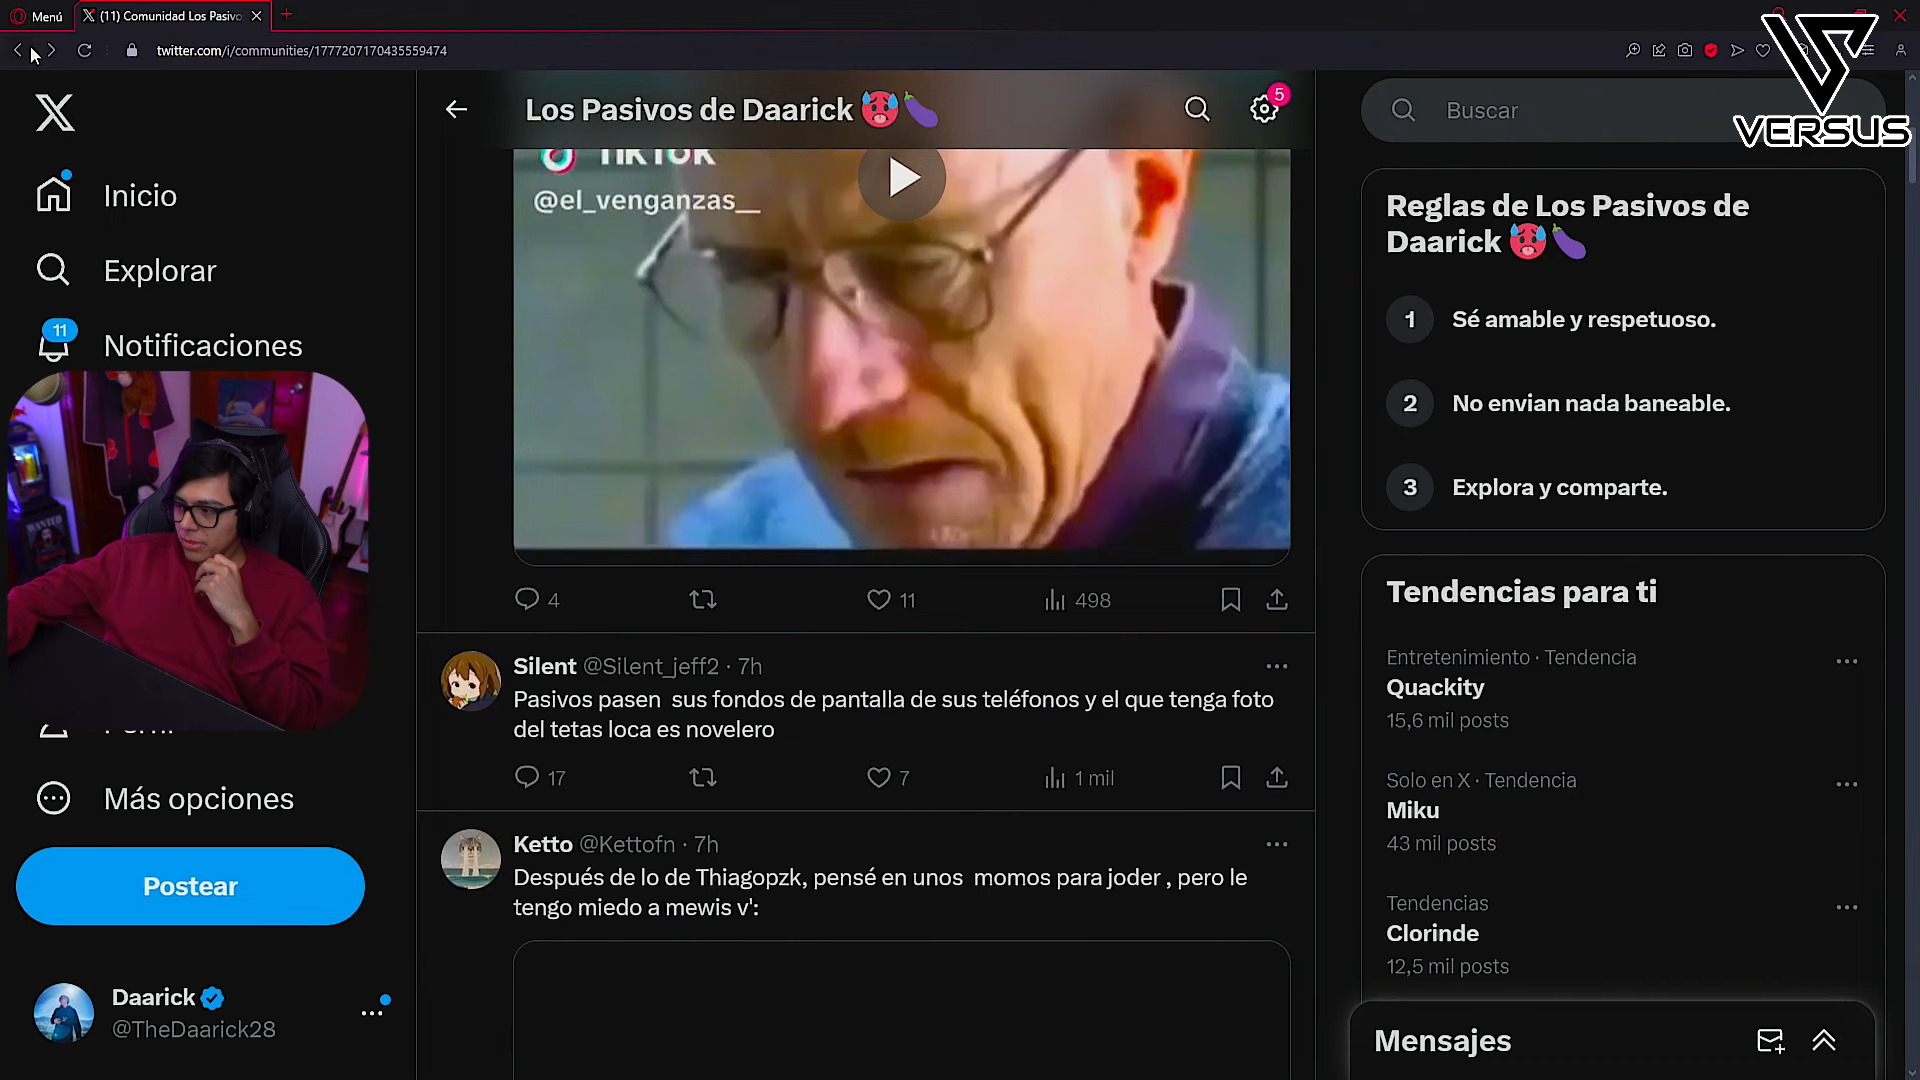 Menú
(11) Comunidad Los Pasivo
twitter.com/i/communities/1777207170435559474
VERSUS
Inicio
Explorar
11
Notificaciones
Más opciones
Postear
Daarick
@TheDaarick28
Los Pasivos de Daarick
5
TikTok
@el_venganzas__
4
11
498
Silent @Silent_jeff2 · 7h
Pasivos pasen sus fondos de pantalla de sus teléfonos y el que tenga foto
del tetas loca es novelero
17
7
1 mil
Ketto @Kettofn · 7h
Después de lo de Thiagopzk, pensé en unos momos para joder , pero le
tengo miedo a mewis v':
Buscar
Reglas de Los Pasivos de
Daarick
1 Sé amable y respetuoso.
2 No envian nada baneable.
3 Explora y comparte.
Tendencias para ti
Entretenimiento · Tendencia
Quackity
15,6 mil posts
Solo en X · Tendencia
Miku
43 mil posts
Tendencias
Clorinde
12,5 mil posts
Mensajes